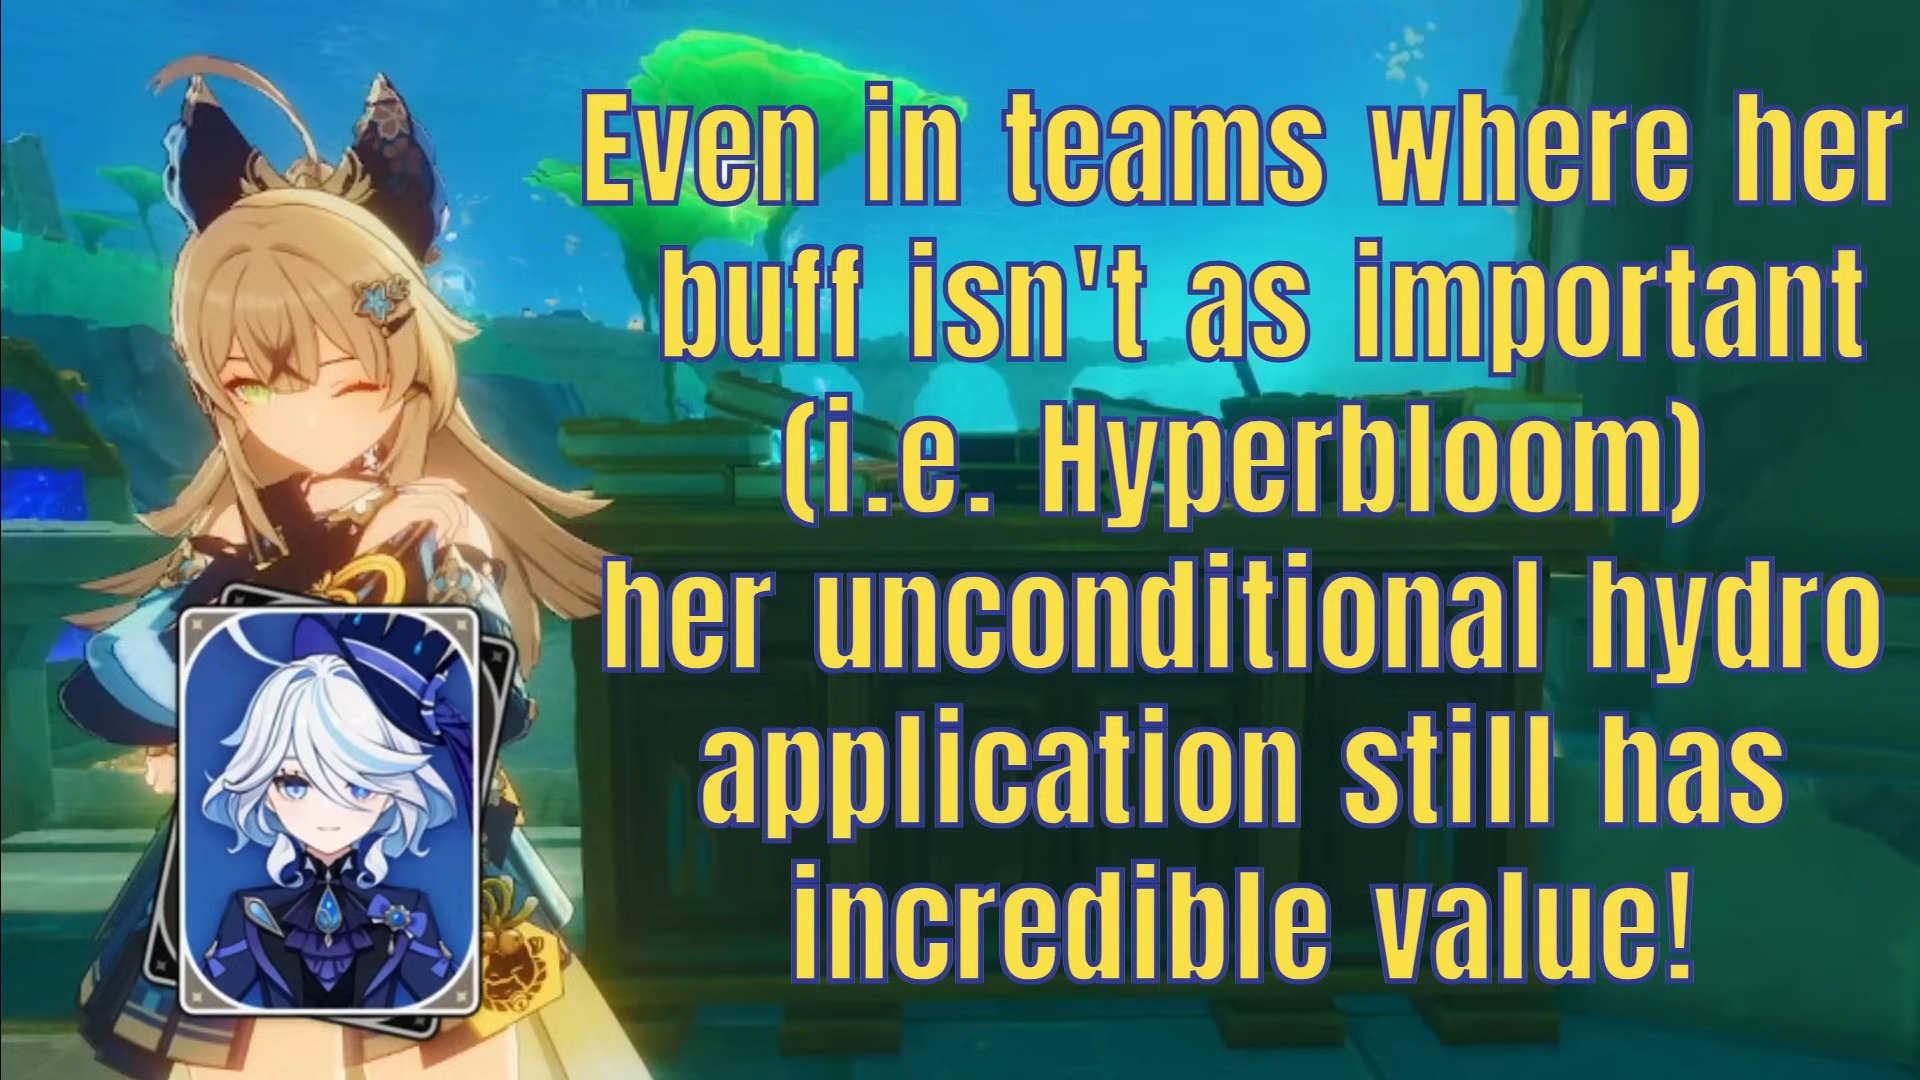 Even in teams where her
buff isn't as important
(i.e. Hyperbloom)
her unconditional hydro
application still has
incredible value!